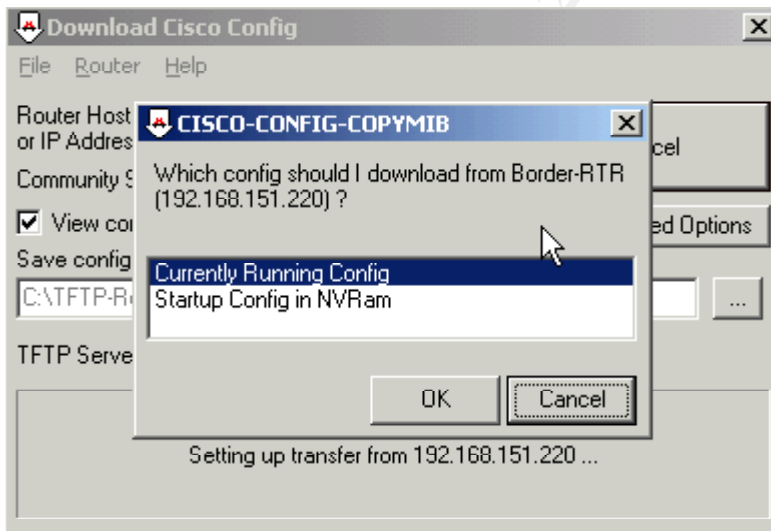 Download Cisco Config
File Router Help
Router Host
or IP Addres
Community S
View cor
Save config
C:\TFTP-R
TFTP Serve
cel
ed Options
...
CISCO-CONFIG-COPYMIB
Which config should I download from Border-RTR
(192.168.151.220) ?
Currently Running Config
Startup Config in NVRam
OK Cancel
Setting up transfer from 192.168.151.220 ...